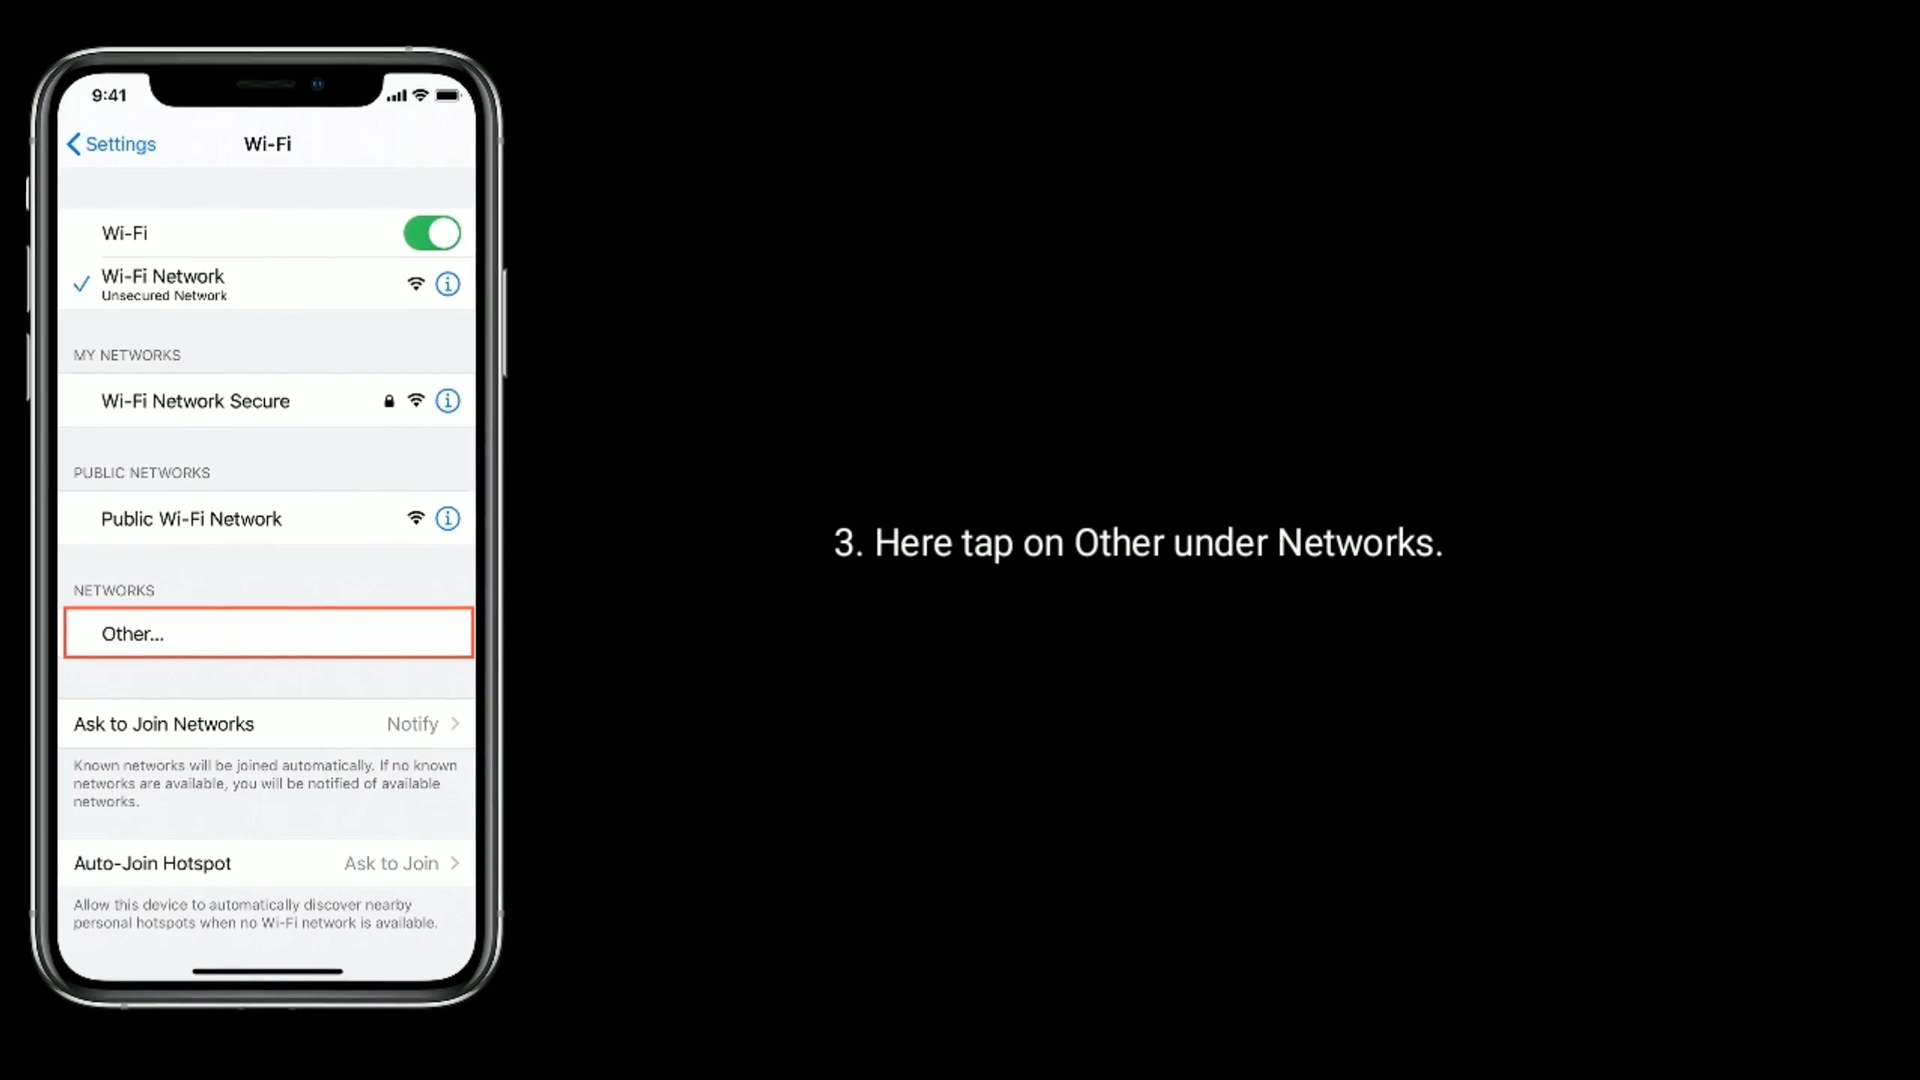 9:41
Settings
Wi-Fi
Wi-Fi
Wi-Fi Network
Unsecured Network
MY NETWORKS
Wi-Fi Network Secure
PUBLIC NETWORKS
Public Wi-Fi Network
NETWORKS
Other...
Ask to Join Networks Notify
Known networks will be joined automatically. If no known
networks are available, you will be notified of available
networks.
Auto-Join Hotspot Ask to Join
Allow this device to automatically discover nearby
personal hotspots when no Wi-Fi network is available.
3. Here tap on Other under Networks.